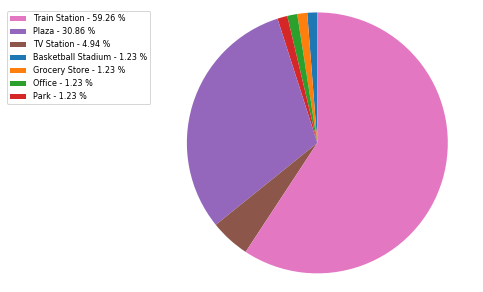 Train Station - 59.26 %
Plaza - 30.86 %
TV Station - 4.94 %
Basketball Stadium - 1.23 %
Grocery Store - 1.23 %
Office - 1.23 %
Park - 1.23 %